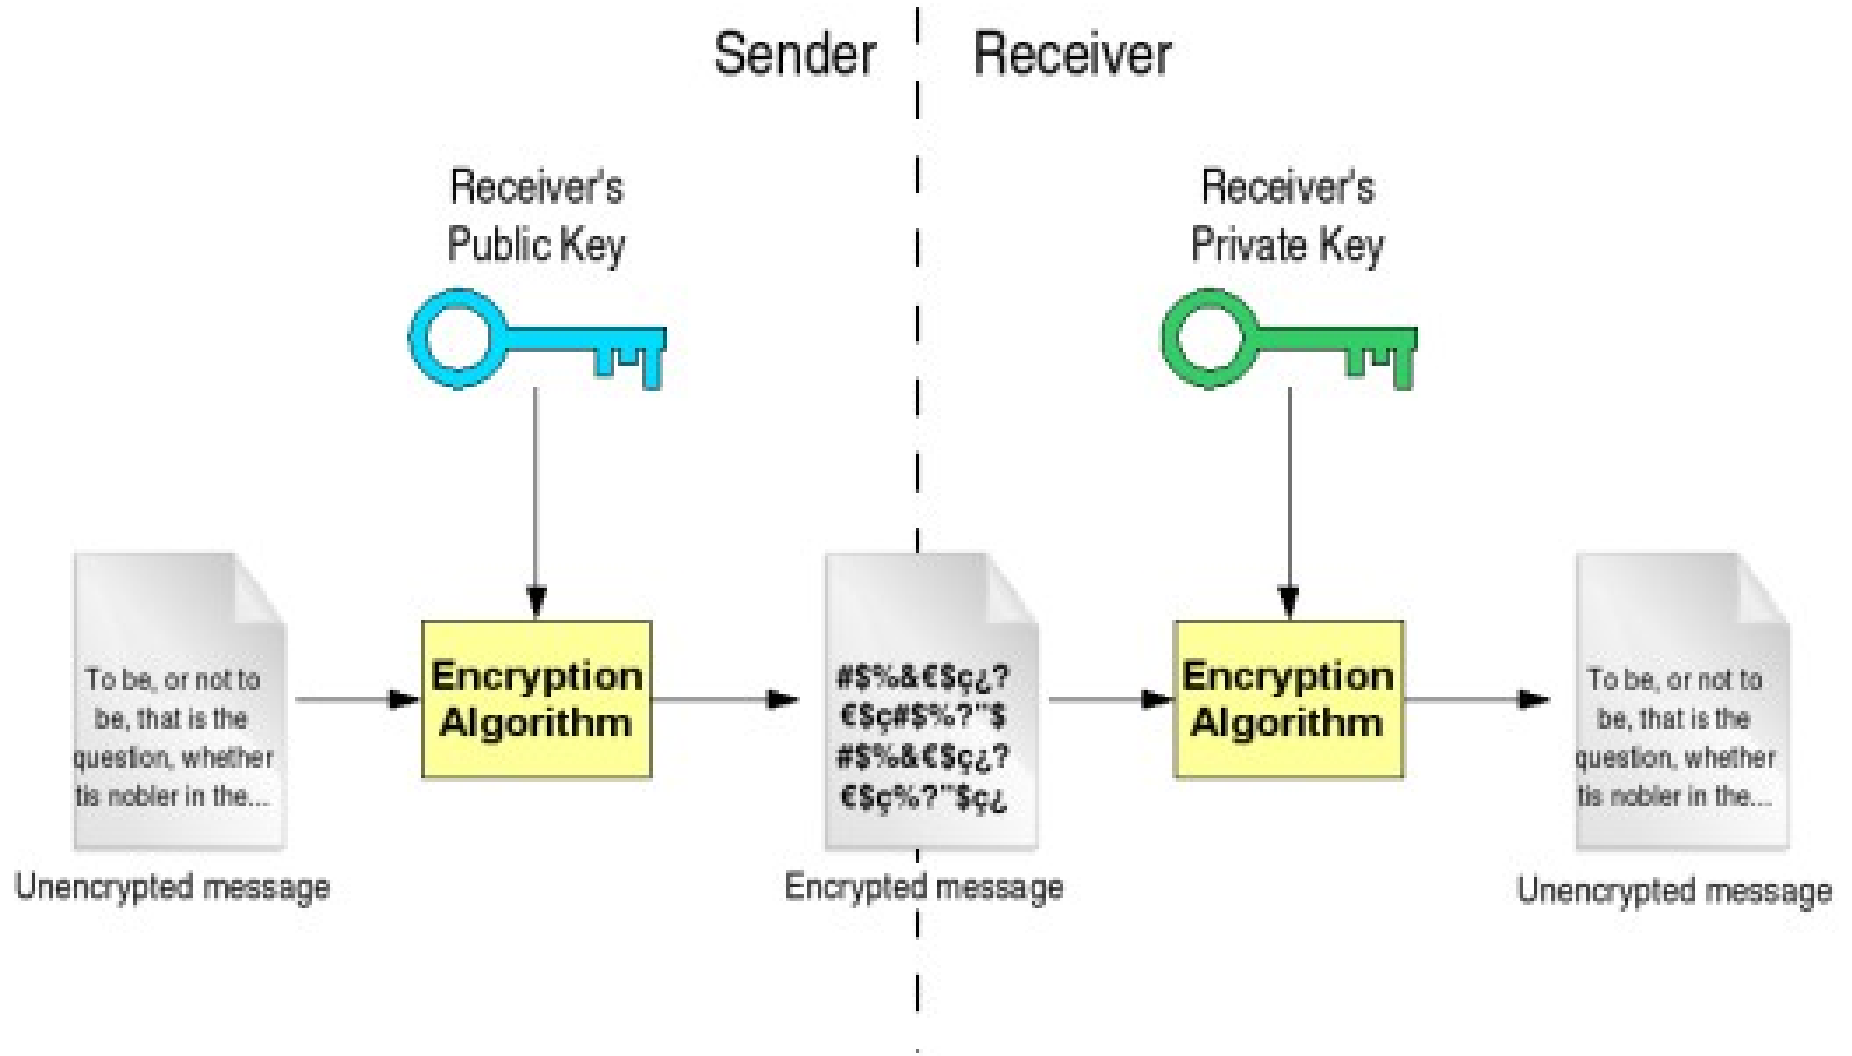 Sender
Receiver
Receiver's
Public Key
Receiver's
Private Key
To be, or not to
be, that is the
question, whether
tis nobler in the...
Unencrypted message
Encryption
Algorithm
#$%&€$ç¿?
€$ç#$%?"$
#$%&€$ç¿?
€$ç%?"$ç¿
Encrypted message
Encryption
Algorithm
To be, or not to
be, that is the
question, whether
tis nobler in the...
Unencrypted message